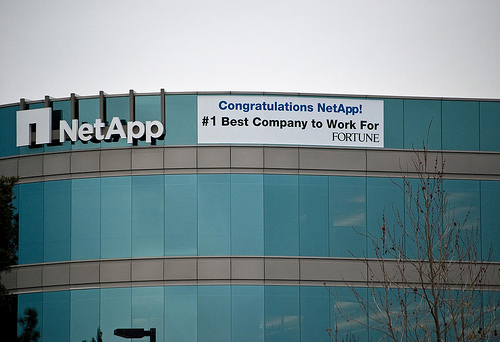 NetApp
Congratulations NetApp!
#1 Best Company to Work For
FORTUNE